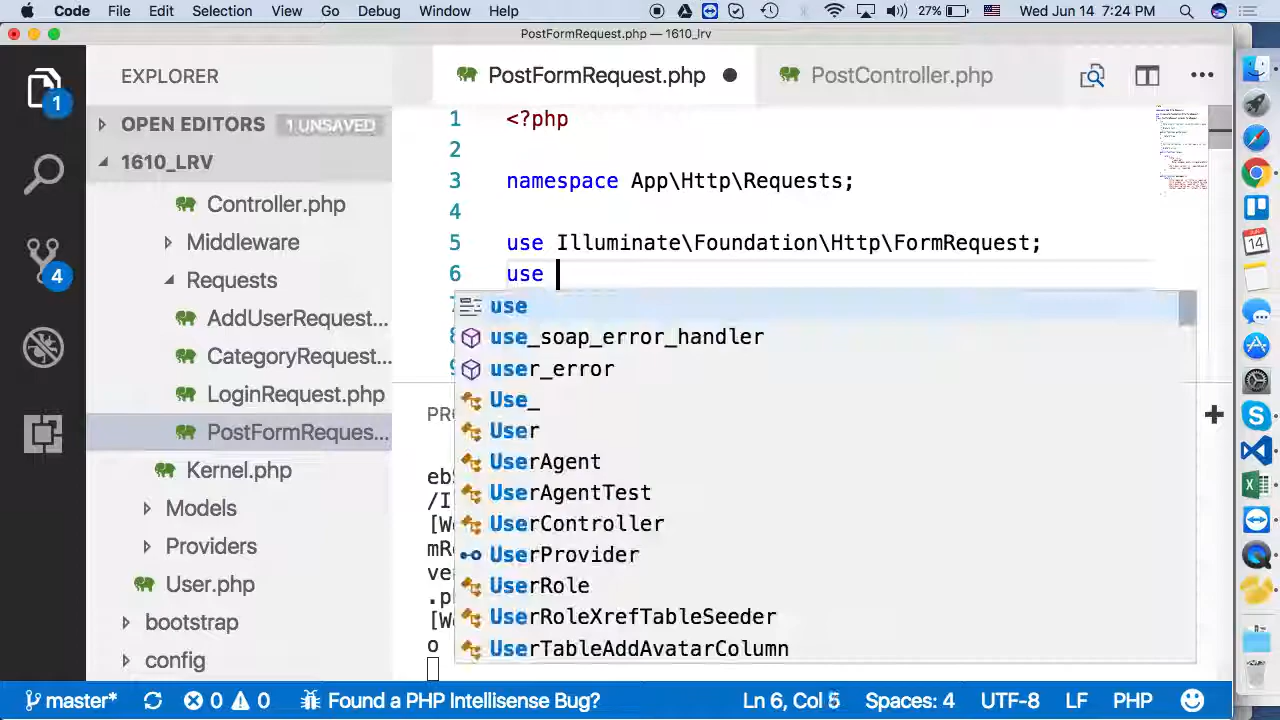 Code File Edit Selection View Go Debug Window Help 27% Wed Jun 14 7:24 PM
PostFormRequest.php — 1610_lrv
EXPLORER
OPEN EDITORS 1 UNSAVED
1610_LRV
Controller.php
Middleware
Requests
AddUserRequest...
CategoryRequest...
LoginRequest.php
PostFormReques...
Kernel.php
Models
Providers
User.php
bootstrap
config
1
4
PostFormRequest.php
PostController.php
1 <?php
2
3 namespace App\Http\Requests;
4
5 use Illuminate\Foundation\Http\FormRequest;
6 use
use
use_soap_error_handler
user_error
Use_
User
UserAgent
UserAgentTest
UserController
UserProvider
UserRole
UserRoleXrefTableSeeder
UserTableAddAvatarColumn
master* 0 0 Found a PHP Intellisense Bug? Ln 6, Col 5 Spaces: 4 UTF-8 LF PHP